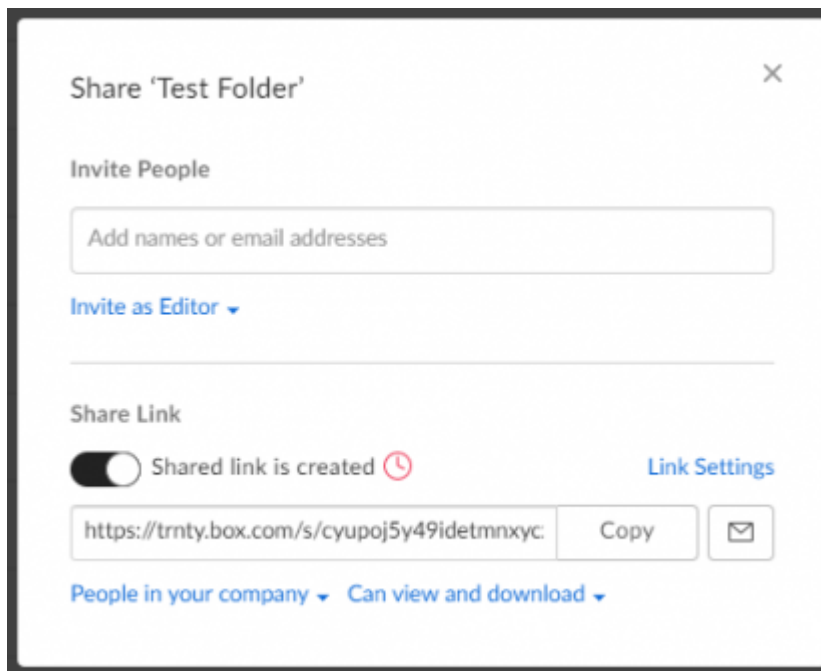 Share ‘Test Folder’
Invite People
Add names or email addresses
Invite as Editor
Share Link
Shared link is created
Link Settings
https://trnty.box.com/s/cyupoj5y49idetmnxyc
Copy
People in your company
Can view and download